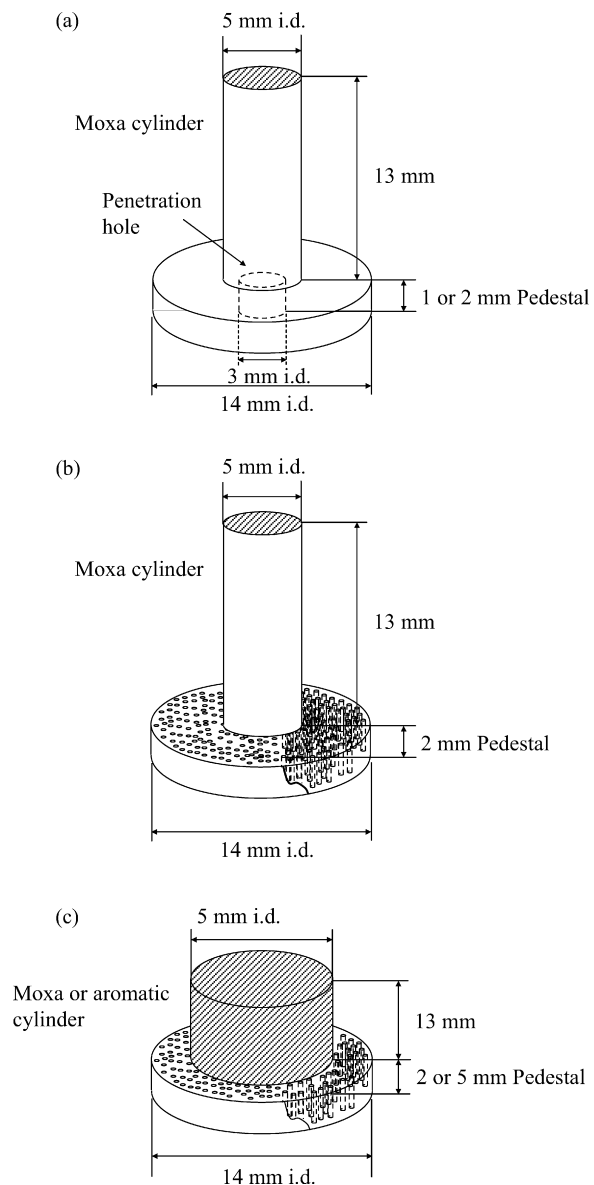 (a)
5 mm i.d.
Moxa cylinder
13 mm
Penetration
hole
1 or 2 mm Pedestal
3 mm i.d.
14 mm i.d.
(b)
5 mm i.d.
Moxa cylinder
13 mm
2 mm Pedestal
14 mm i.d.
(c)
5 mm i.d.
Moxa or aromatic
cylinder
13 mm
2 or 5 mm Pedestal
14 mm i.d.